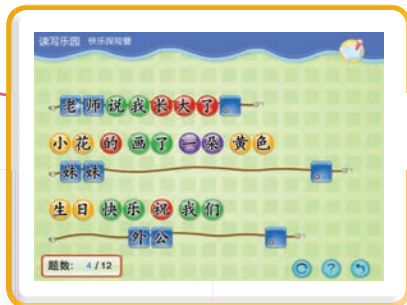 读写乐园 快乐探险营
老师说我长大了。
小花的画了一朵黄色
妹妹。
生日快乐祝我们
外公。
题数: 4/12